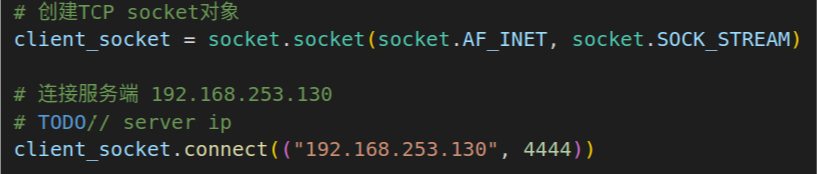 # 创建TCP socket对象
client_socket = socket.socket(socket.AF_INET, socket.SOCK_STREAM)
# 连接服务端 192.168.253.130
# TODO// server ip
client_socket.connect(("192.168.253.130", 4444))